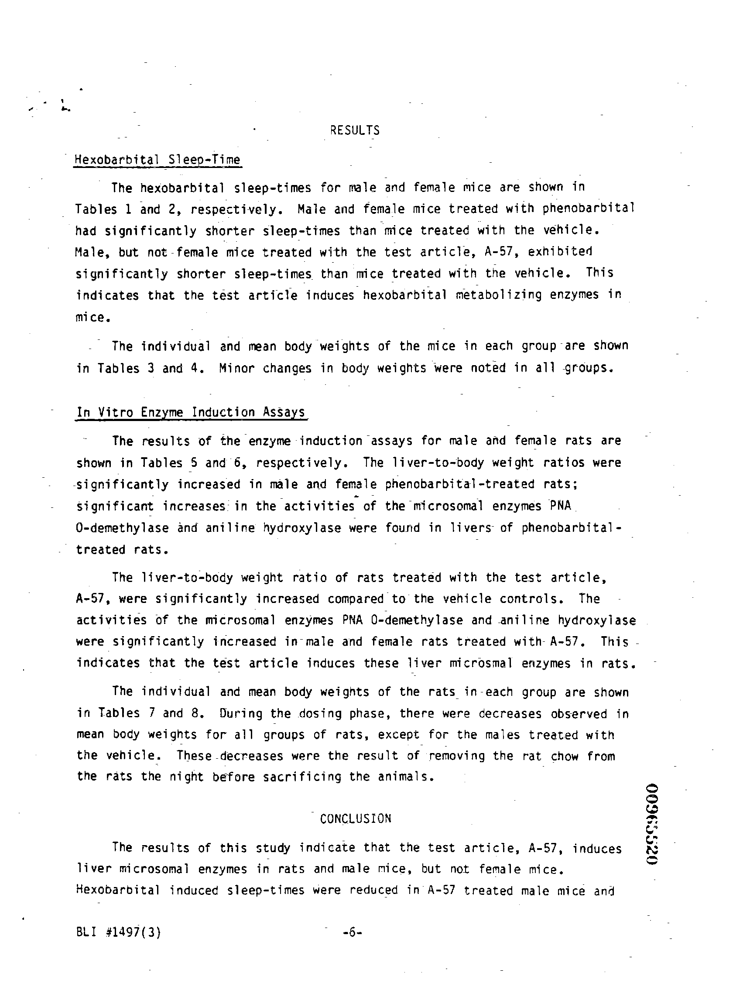 RESULTS
Hexobarbital Sleep-Time
The hexobarbital sleep-times for male and female mice are shown in
Tables 1 and 2, respectively. Male and female mice treated with phenobarbital
had significantly shorter sleep-times than mice treated with the vehicle.
Male, but not female mice treated with the test article, A-57, exhibited
significantly shorter sleep-times than mice treated with the vehicle. This
indicates that the test article induces hexobarbital metabolizing enzymes in
mice.
The individual and mean body weights of the mice in each group are shown
in Tables 3 and 4. Minor changes in body weights were noted in all groups.
In Vitro Enzyme Induction Assays
The results of the enzyme induction assays for male and female rats are
shown in Tables 5 and 6, respectively. The liver-to-body weight ratios were
significantly increased in male and female phenobarbital-treated rats;
significant increases in the activities of the microsomal enzymes PNA
O-demethylase and aniline hydroxylase were found in livers of phenobarbital-
treated rats.
The liver-to-body weight ratio of rats treated with the test article,
A-57, were significantly increased compared to the vehicle controls. The
activities of the microsomal enzymes PNA O-demethylase and aniline hydroxylase
were significantly increased in male and female rats treated with A-57. This
indicates that the test article induces these liver microsmal enzymes in rats.
The individual and mean body weights of the rats in each group are shown
in Tables 7 and 8. During the dosing phase, there were decreases observed in
mean body weights for all groups of rats, except for the males treated with
the vehicle. These decreases were the result of removing the rat chow from
the rats the night before sacrificing the animals.
CONCLUSION
The results of this study indicate that the test article, A-57, induces
liver microsomal enzymes in rats and male mice, but not female mice.
Hexobarbital induced sleep-times were reduced in A-57 treated male mice and
BLI #1497(3)
-6-
00965520